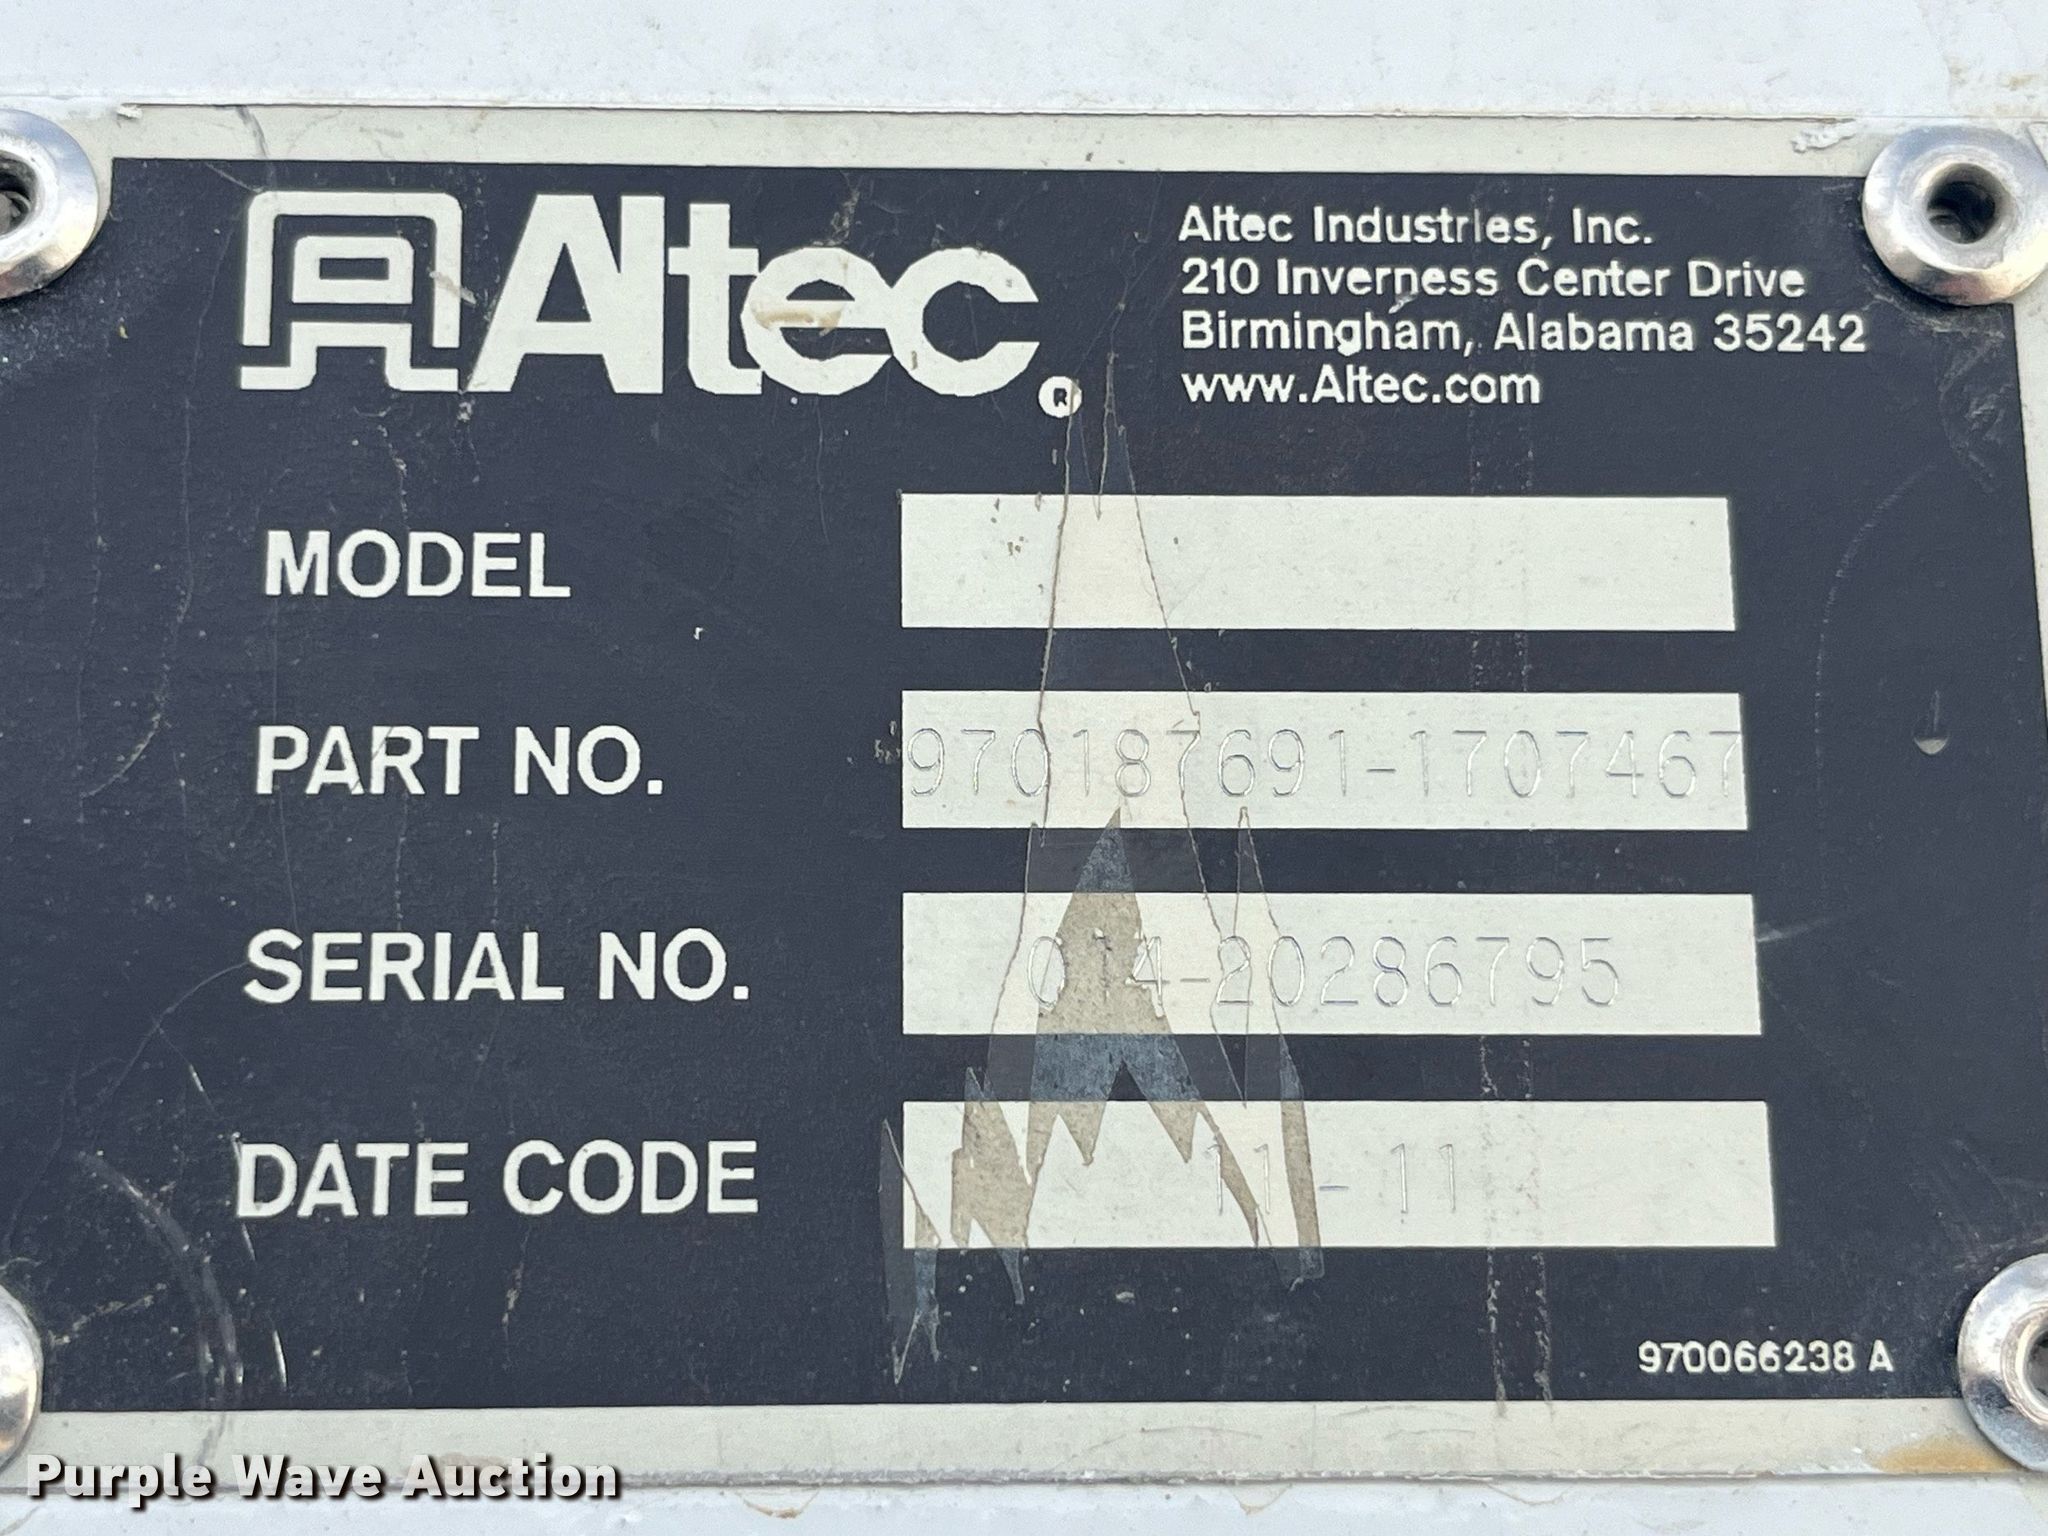 Altec ®
Altec Industries, Inc.
210 Inverness Center Drive
Birmingham, Alabama 35242
www.Altec.com
MODEL
PART NO. 970187691-1707467
SERIAL NO. 014-20286795
DATE CODE 11-11
970066238 A
Purple Wave Auction